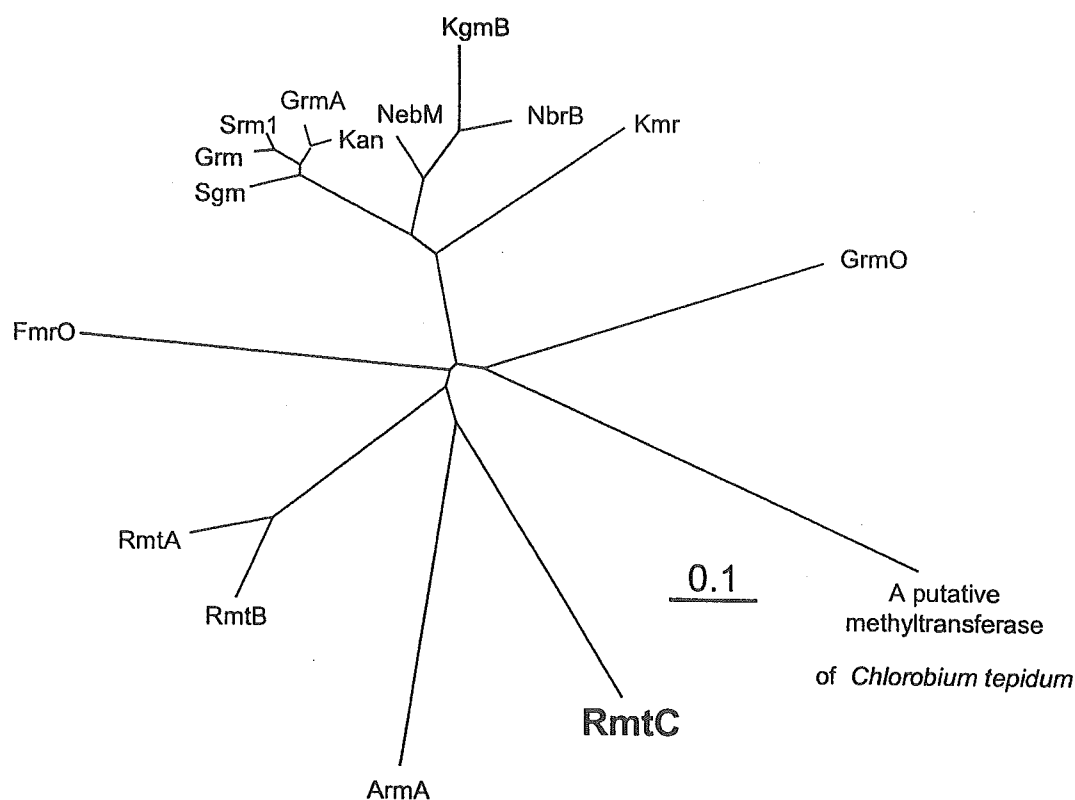 KgmB
GrmA
NebM
NbrB
Srm1
Kan
Kmr
Grm
Sgm
GrmO
FmrO
RmtA
0.1
A putative
methyltransferase
RmtB
of Chlorobium tepidum
RmtC
ArmA